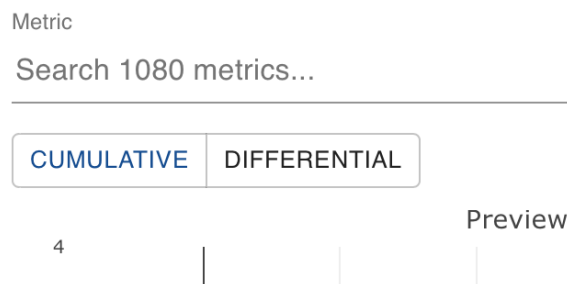 Metric
Search 1080 metrics...
CUMULATIVE DIFFERENTIAL
Preview
4